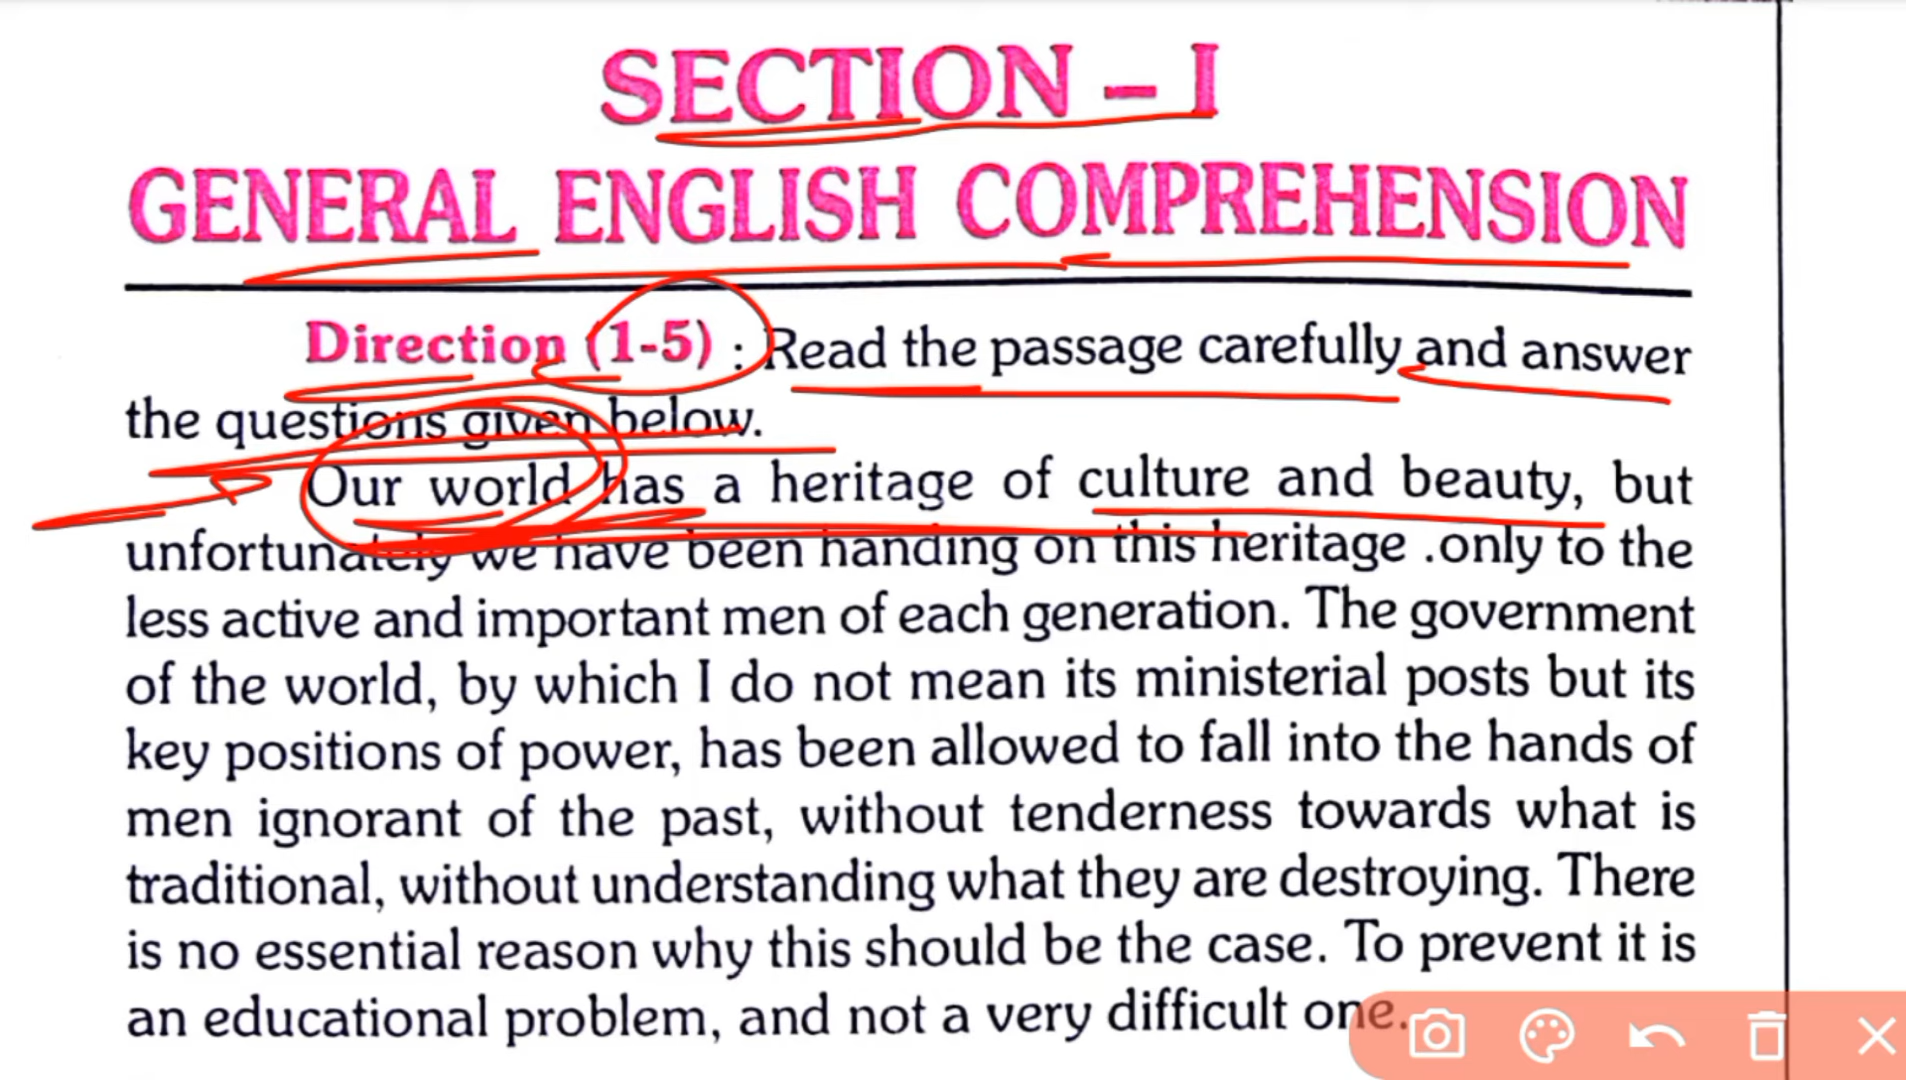 SECTION – I
GENERAL ENGLISH COMPREHENSION
Direction (1-5) : Read the passage carefully and answer
the questions given below.
Our world has a heritage of culture and beauty, but
unfortunately we have been handing on this heritage .only to the
less active and important men of each generation. The government
of the world, by which I do not mean its ministerial posts but its
key positions of power, has been allowed to fall into the hands of
men ignorant of the past, without tenderness towards what is
traditional, without understanding what they are destroying. There
is no essential reason why this should be the case. To prevent it is
an educational problem, and not a very difficult one.